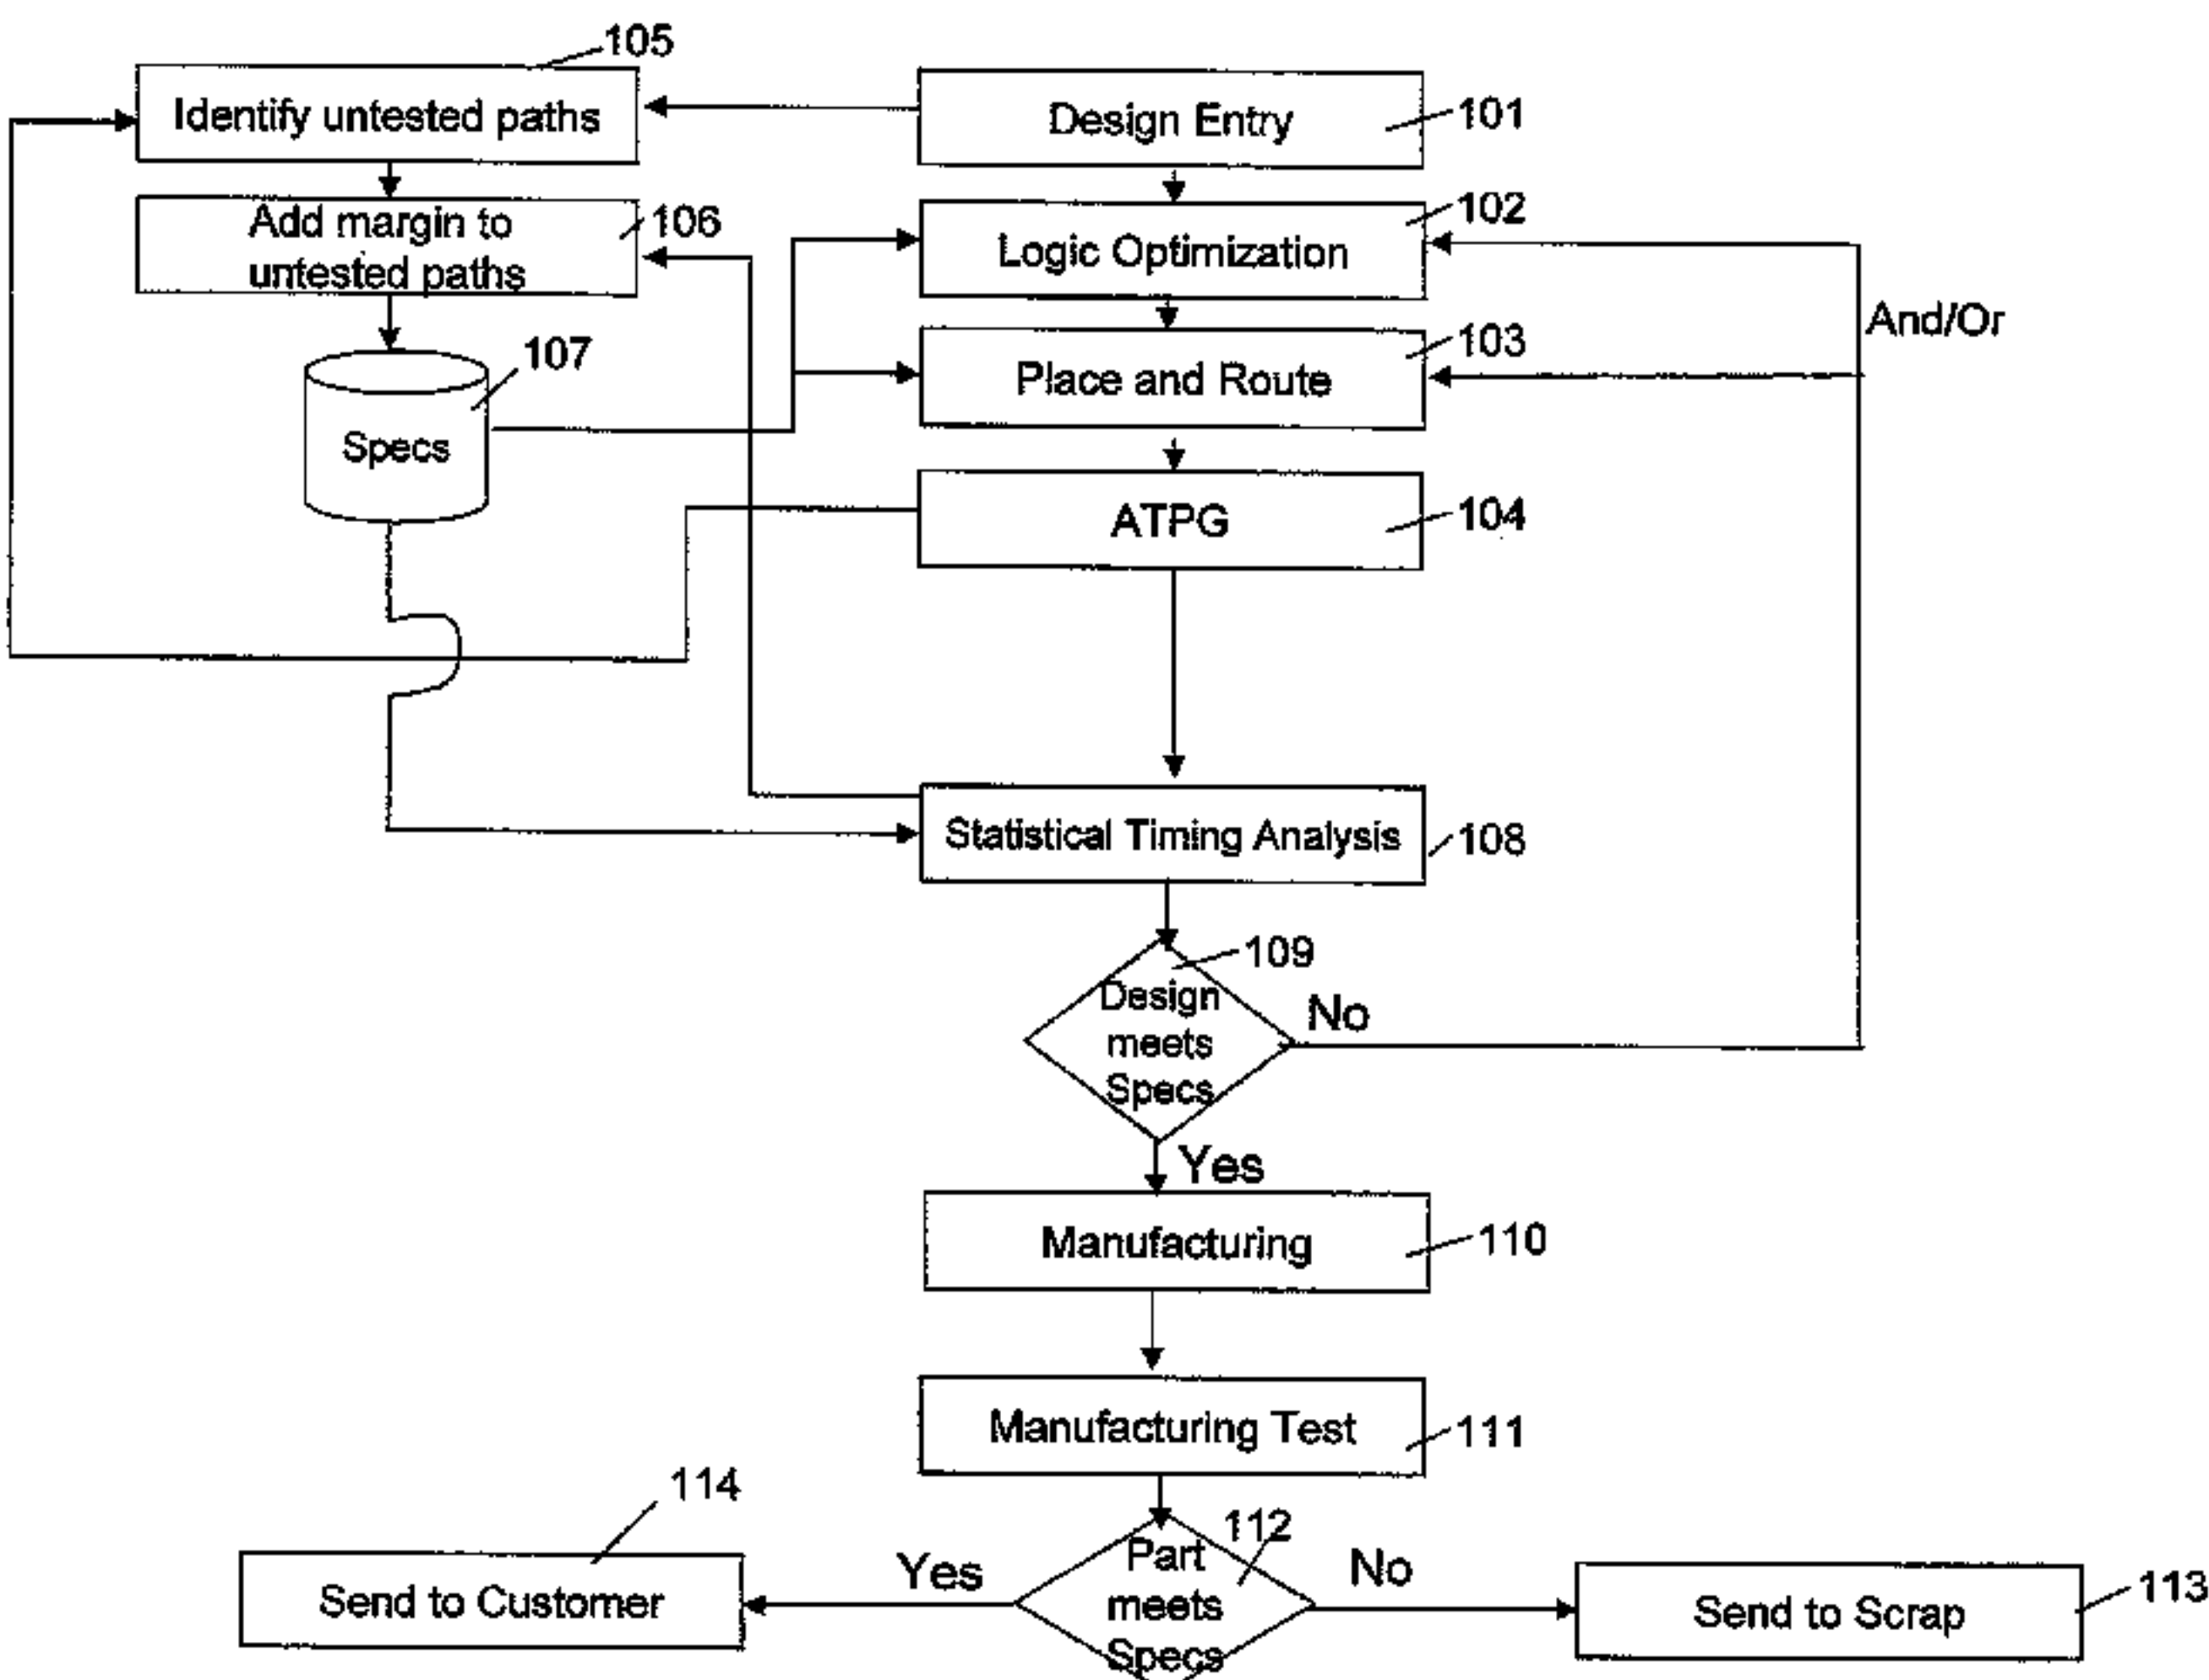 105
Identify untested paths
Design Entry
101
Add margin to
untested paths
106
Logic Optimization
102
And/Or
107
Specs
Place and Route
103
ATPG
104
Statistical Timing Analysis
108
109
Design
meets
Specs
No
Yes
Manufacturing
110
Manufacturing Test
111
114
112
Send to Customer
Yes
Part
meets
Specs
No
Send to Scrap
113